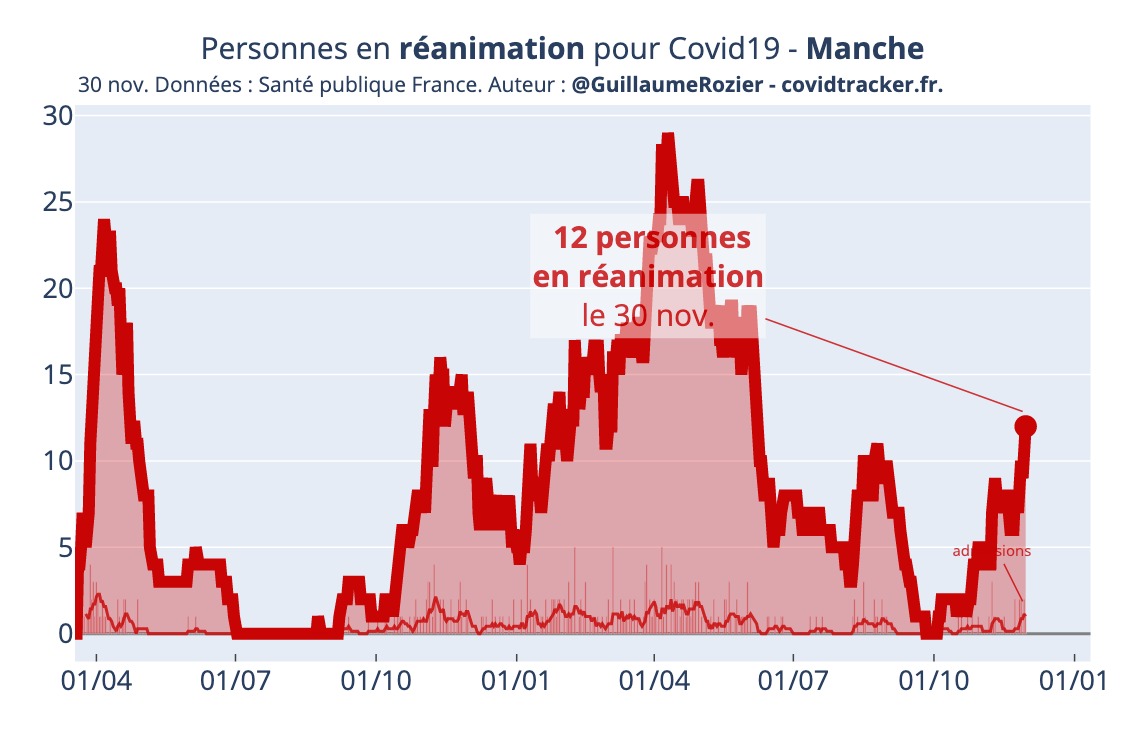 Personnes en réanimation pour Covid19 - Manche
30 nov. Données : Santé publique France. Auteur : @GuillaumeRozier - covidtracker.fr.
30
25
20
15
10
5
0
12 personnes
en réanimation
le 30 nov.
admissions
01/04
01/07
01/10
01/01
01/04
01/07
01/10
01/01